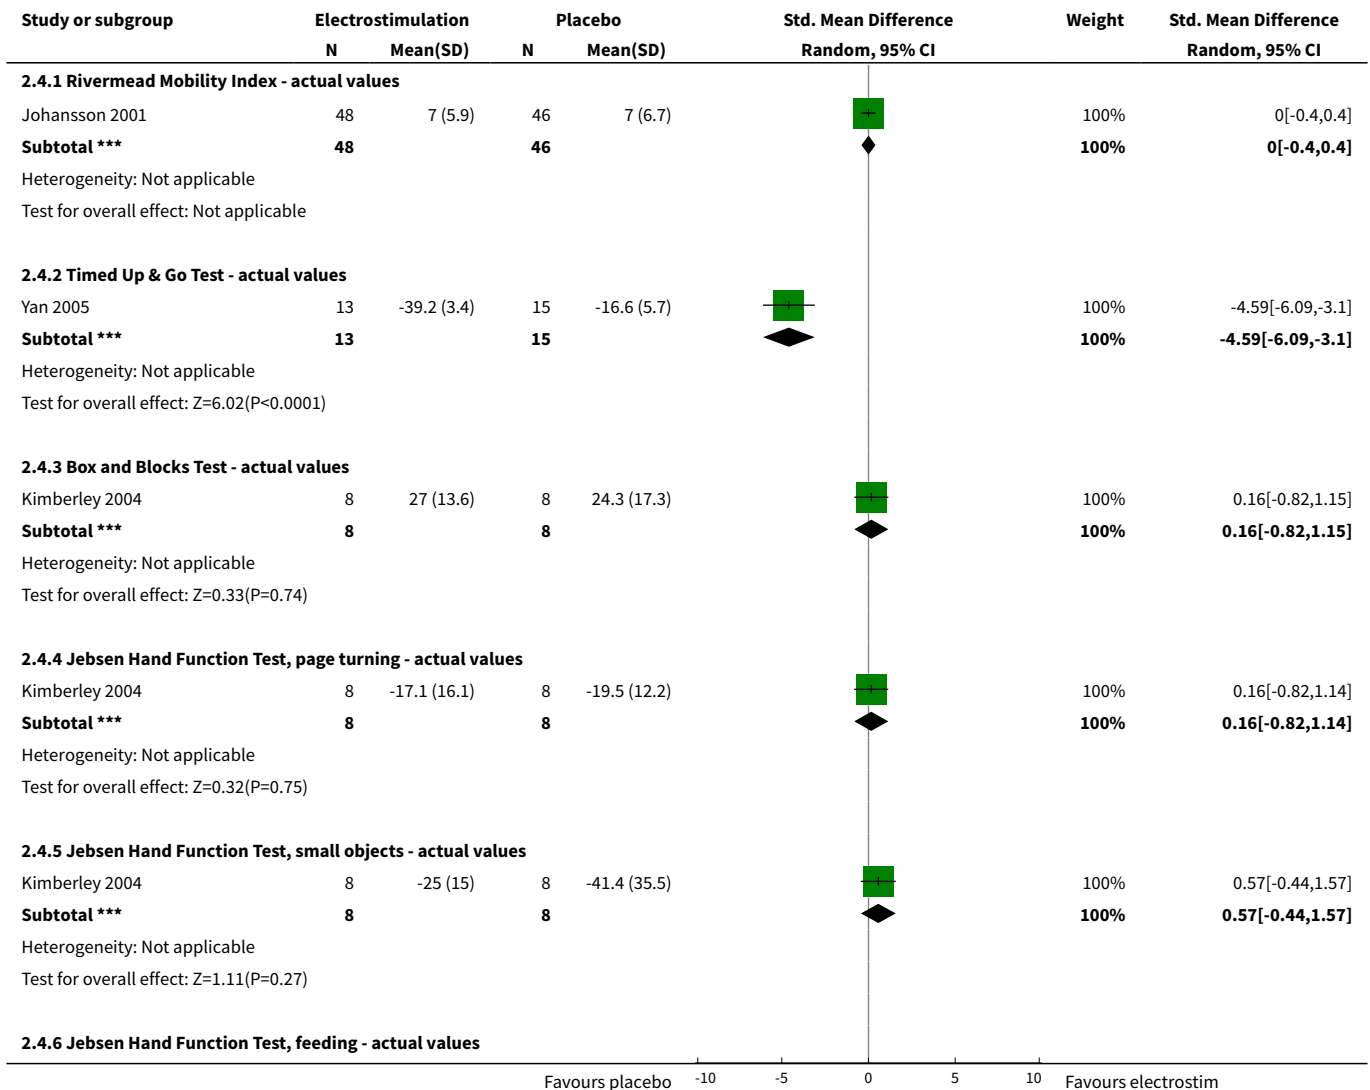 Study or subgroup Electrostimulation Placebo Std. Mean Difference Weight Std. Mean Difference
N Mean(SD) N Mean(SD) Random, 95% CI Random, 95% CI
2.4.1 Rivermead Mobility Index - actual values
Johansson 2001 48 7 (5.9) 46 7 (6.7) 100% 0[-0.4,0.4]
Subtotal *** 48 46 100% 0[-0.4,0.4]
Heterogeneity: Not applicable
Test for overall effect: Not applicable
2.4.2 Timed Up & Go Test - actual values
Yan 2005 13 -39.2 (3.4) 15 -16.6 (5.7) 100% -4.59[-6.09,-3.1]
Subtotal *** 13 15 100% -4.59[-6.09,-3.1]
Heterogeneity: Not applicable
Test for overall effect: Z=6.02(P<0.0001)
2.4.3 Box and Blocks Test - actual values
Kimberley 2004 8 27 (13.6) 8 24.3 (17.3) 100% 0.16[-0.82,1.15]
Subtotal *** 8 8 100% 0.16[-0.82,1.15]
Heterogeneity: Not applicable
Test for overall effect: Z=0.33(P=0.74)
2.4.4 Jebsen Hand Function Test, page turning - actual values
Kimberley 2004 8 -17.1 (16.1) 8 -19.5 (12.2) 100% 0.16[-0.82,1.14]
Subtotal *** 8 8 100% 0.16[-0.82,1.14]
Heterogeneity: Not applicable
Test for overall effect: Z=0.32(P=0.75)
2.4.5 Jebsen Hand Function Test, small objects - actual values
Kimberley 2004 8 -25 (15) 8 -41.4 (35.5) 100% 0.57[-0.44,1.57]
Subtotal *** 8 8 100% 0.57[-0.44,1.57]
Heterogeneity: Not applicable
Test for overall effect: Z=1.11(P=0.27)
2.4.6 Jebsen Hand Function Test, feeding - actual values
Favours placebo -10 -5 0 5 10 Favours electrostim